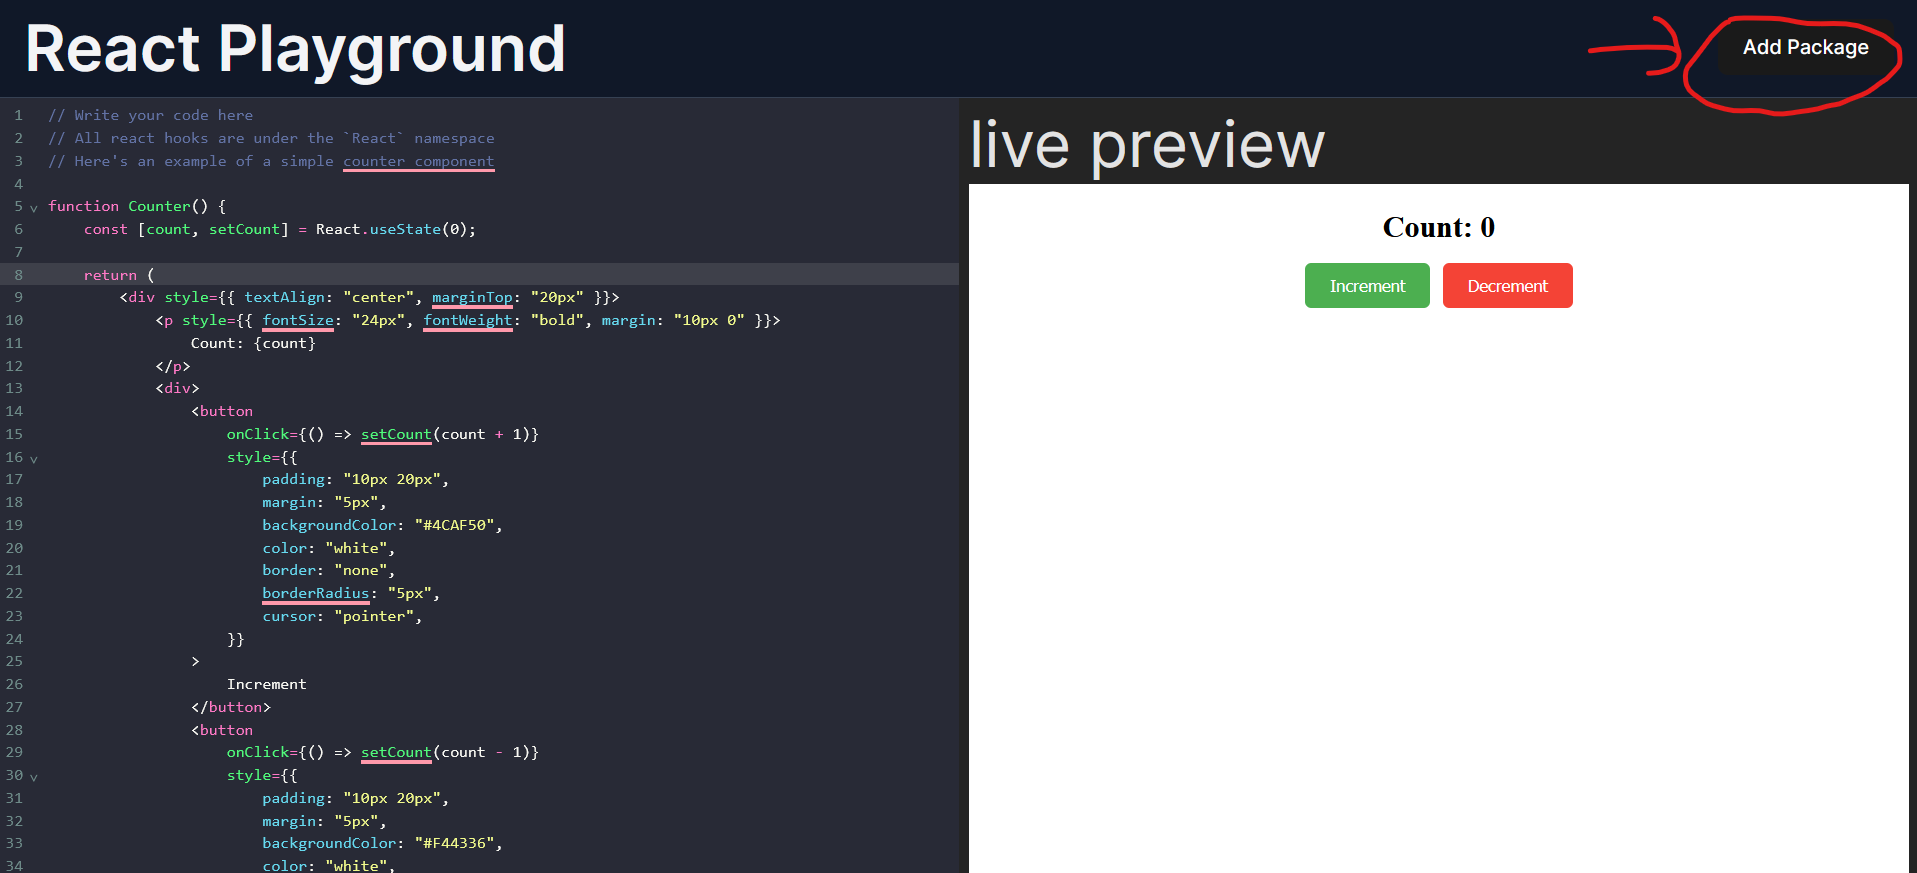 React Playground
Add Package
1 // Write your code here
2 // All react hooks are under the `React` namespace
3 // Here's an example of a simple counter component
4
5 function Counter() {
6 const [count, setCount] = React.useState(0);
7
8 return (
9 <div style={{ textAlign: "center", marginTop: "20px" }}>
10 <p style={{ fontSize: "24px", fontWeight: "bold", margin: "10px 0" }}>
11 Count: {count}
12 </p>
13 <div>
14 <button
15 onClick={() => setCount(count + 1)}
16 style={{
17 padding: "10px 20px",
18 margin: "5px",
19 backgroundColor: "#4CAF50",
20 color: "white",
21 border: "none",
22 borderRadius: "5px",
23 cursor: "pointer",
24 }}
25 >
26 Increment
27 </button>
28 <button
29 onClick={() => setCount(count - 1)}
30 style={{
31 padding: "10px 20px",
32 margin: "5px",
33 backgroundColor: "#F44336",
34 color: "white",
live preview
Count: 0
Increment Decrement